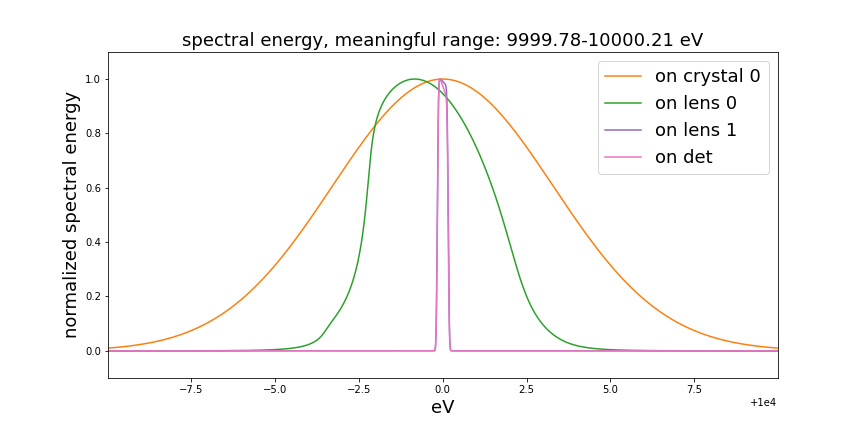 spectral energy, meaningful range: 9999.78-10000.21 eV
normalized spectral energy
1.0
0.8
0.6
0.4
0.2
0.0
on crystal 0
on lens 0
on lens 1
on det
−7.5 −5.0 −2.5 0.0 2.5 5.0 7.5
eV
+1e4